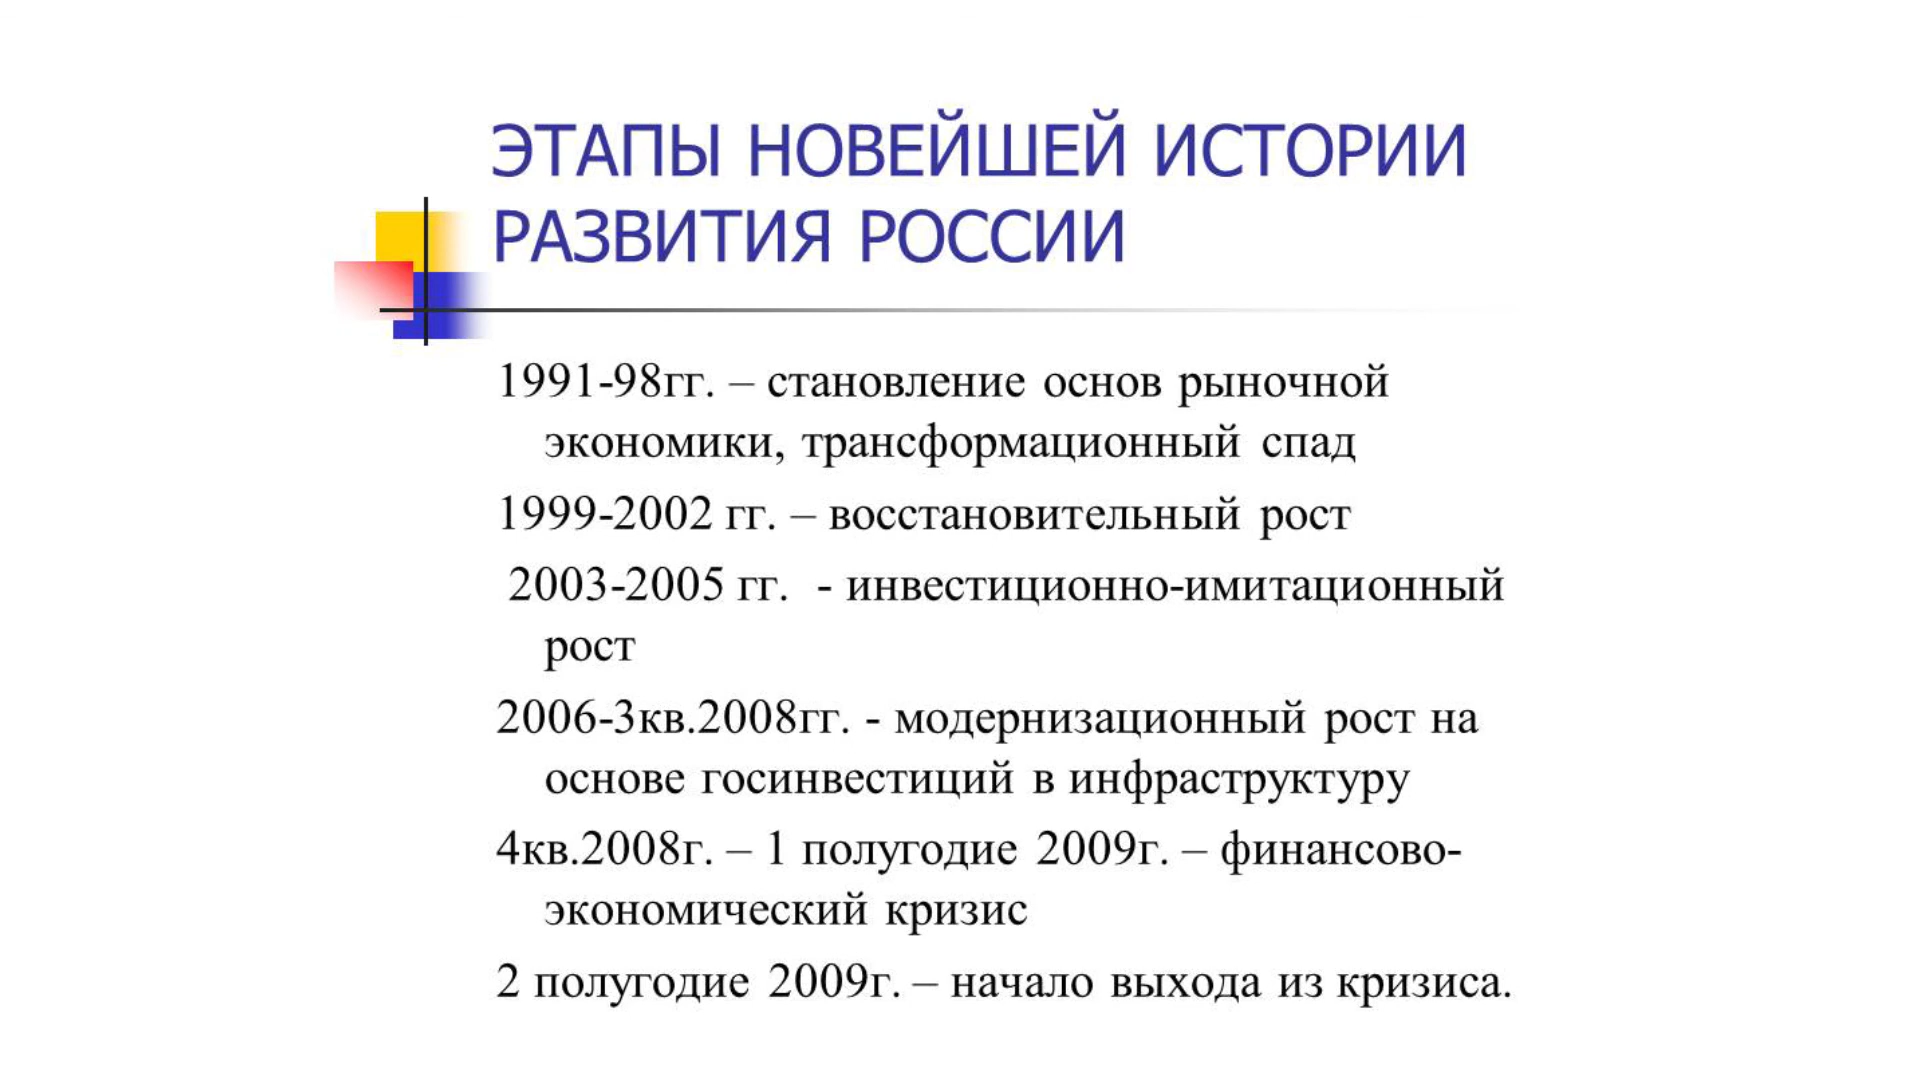 ЭТАПЫ НОВЕЙШЕЙ ИСТОРИИ
РАЗВИТИЯ РОССИИ
1991-98гг. – становление основ рыночной
экономики, трансформационный спад
1999-2002 гг. – восстановительный рост
2003-2005 гг.  - инвестиционно-имитационный
рост
2006-3кв.2008гг. - модернизационный рост на
основе госинвестиций в инфраструктуру
4кв.2008г. – 1 полугодие 2009г. – финансово-
экономический кризис
2 полугодие 2009г. – начало выхода из кризиса.